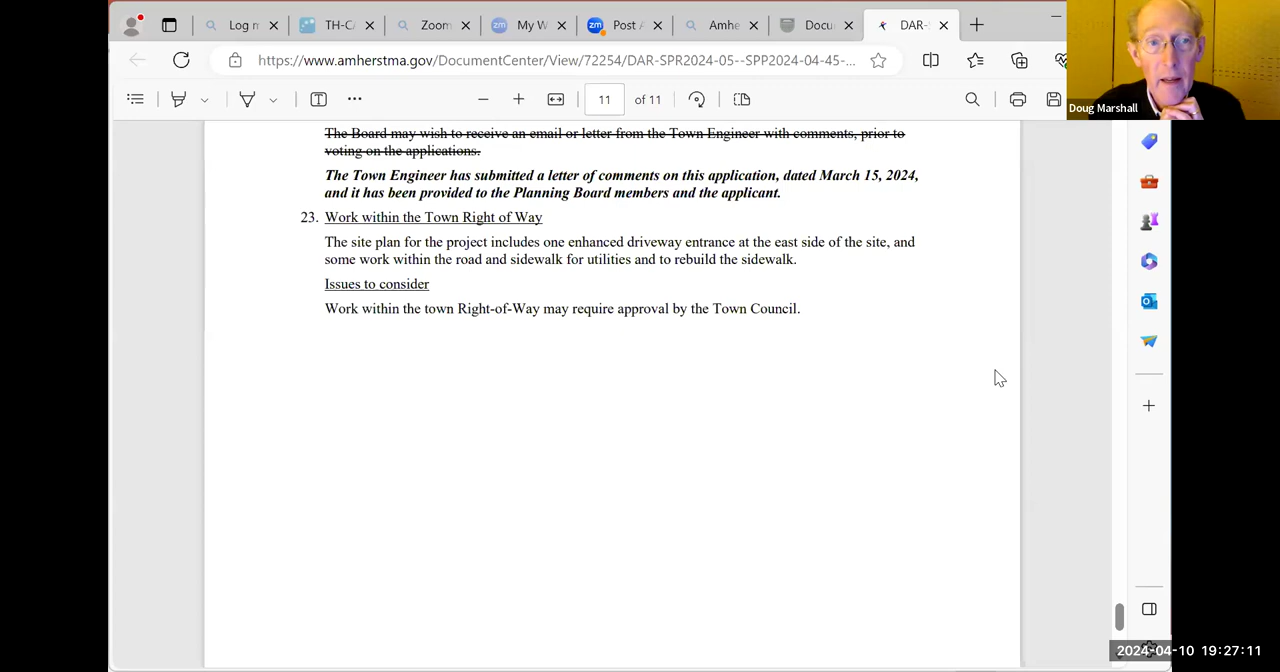 Log m
TH-CA
Zoom
My W
Post A
Amhe
Docu
DAR-
https://www.amherstma.gov/DocumentCenter/View/72254/DAR-SPR2024-05--SPP2024-04-45-...
11 of 11
Doug Marshall
The Board may wish to receive an email or letter from the Town Engineer with comments, prior to
voting on the applications.
The Town Engineer has submitted a letter of comments on this application, dated March 15, 2024,
and it has been provided to the Planning Board members and the applicant.
23. Work within the Town Right of Way
The site plan for the project includes one enhanced driveway entrance at the east side of the site, and
some work within the road and sidewalk for utilities and to rebuild the sidewalk.
Issues to consider
Work within the town Right-of-Way may require approval by the Town Council.
2024-04-10 19:27:11